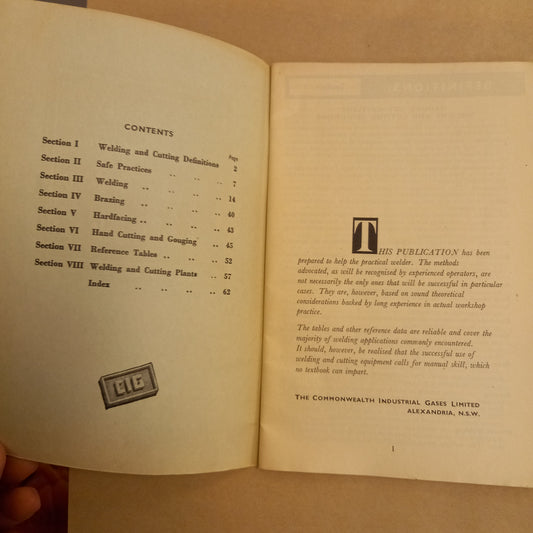 CONTENTS
Page
Section I Welding and Cutting Definitions 2
Section II Safe Practices .. .. .. 7
Section III Welding .. .. .. 14
Section IV Brazing .. .. .. 40
Section V Hardfacing .. .. .. 43
Section VI Hand Cutting and Gouging .. 45
Section VII Reference Tables .. .. .. 52
Section VIII Welding and Cutting Plants .. 57
Index .. .. .. .. 62
CIG
THIS PUBLICATION has been
prepared to help the practical welder. The methods
advocated, as will be recognised by experienced operators, are
not necessarily the only ones that will be successful in particular
cases. They are, however, based on sound theoretical
considerations backed by long experience in actual workshop
practice.
The tables and other reference data are reliable and cover the
majority of welding applications commonly encountered.
It should, however, be realised that the successful use of
welding and cutting equipment calls for manual skill, which
no textbook can impart.
THE COMMONWEALTH INDUSTRIAL GASES LIMITED
ALEXANDRIA, N.S.W.
1